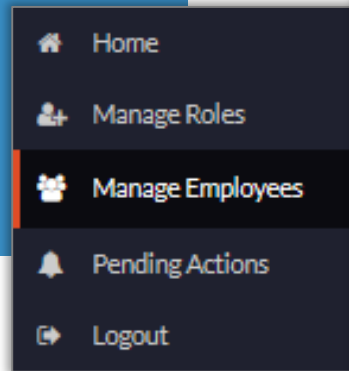 Home
Manage Roles
Manage Employees
Pending Actions
Logout